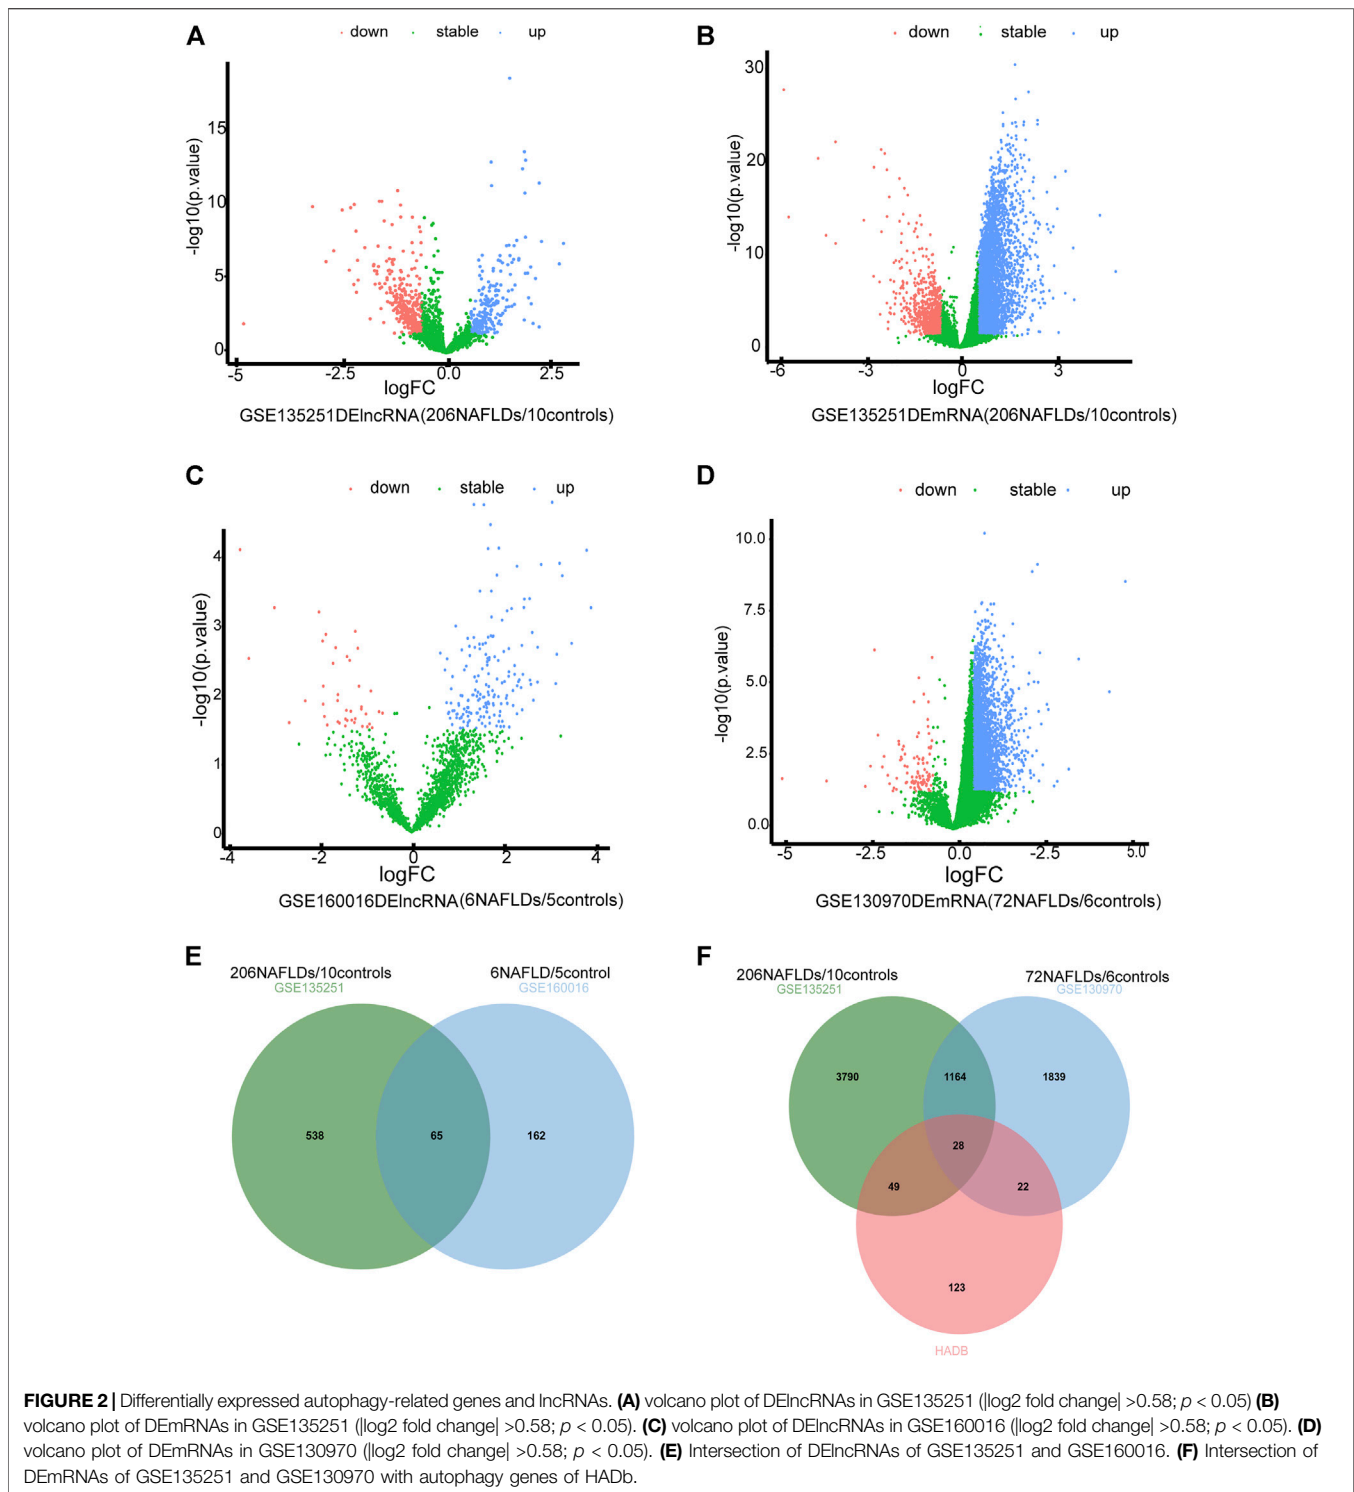 A
down stable up
-log10(p.value)
15
10
5
0
-5 -2.5 0.0 2.5
logFC
GSE135251DElncRNA(206NAFLDs/10controls)
B
down stable up
-log10(p.value)
30
20
10
0
-6 -3 0 3
logFC
GSE135251DEmRNA(206NAFLDs/10controls)
C
down stable up
-log10(p.value)
4
3
2
1
0
-4 -2 0 2 4
logFC
GSE160016DElncRNA(6NAFLDs/5controls)
D
down stable up
-log10(p.value)
10.0
7.5
5.0
2.5
0.0
-5 -2.5 0.0 -2.5 5.0
logFC
GSE130970DEmRNA(72NAFLDs/6controls)
E
206NAFLDs/10controls 6NAFLD/5control
GSE135251 GSE160016
538 65 162
F
206NAFLDs/10controls 72NAFLDs/6controls
GSE135251 GSE130970
3790 1164 1839
28
49 22
123
HADB
FIGURE 2 | Differentially expressed autophagy-related genes and lncRNAs. (A) volcano plot of DElncRNAs in GSE135251 (|log2 fold change| >0.58; p < 0.05) (B)
volcano plot of DEmRNAs in GSE135251 (|log2 fold change| >0.58; p < 0.05). (C) volcano plot of DElncRNAs in GSE160016 (|log2 fold change| >0.58; p < 0.05). (D)
volcano plot of DEmRNAs in GSE130970 (|log2 fold change| >0.58; p < 0.05). (E) Intersection of DElncRNAs of GSE135251 and GSE160016. (F) Intersection of
DEmRNAs of GSE135251 and GSE130970 with autophagy genes of HADb.